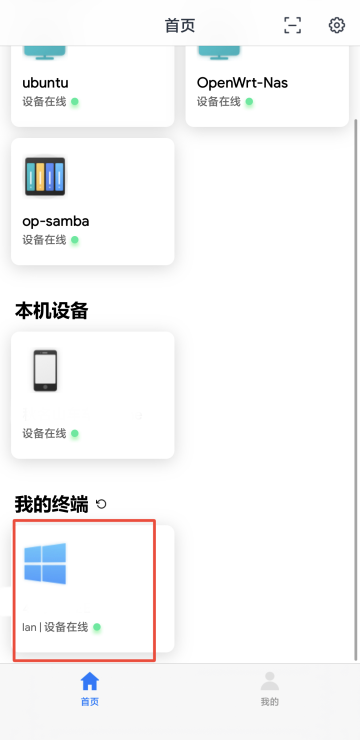 首页
ubuntu
设备在线
OpenWrt-Nas
设备在线
op-samba
设备在线
本机设备
设备在线
我的终端
lan | 设备在线
首页
我的